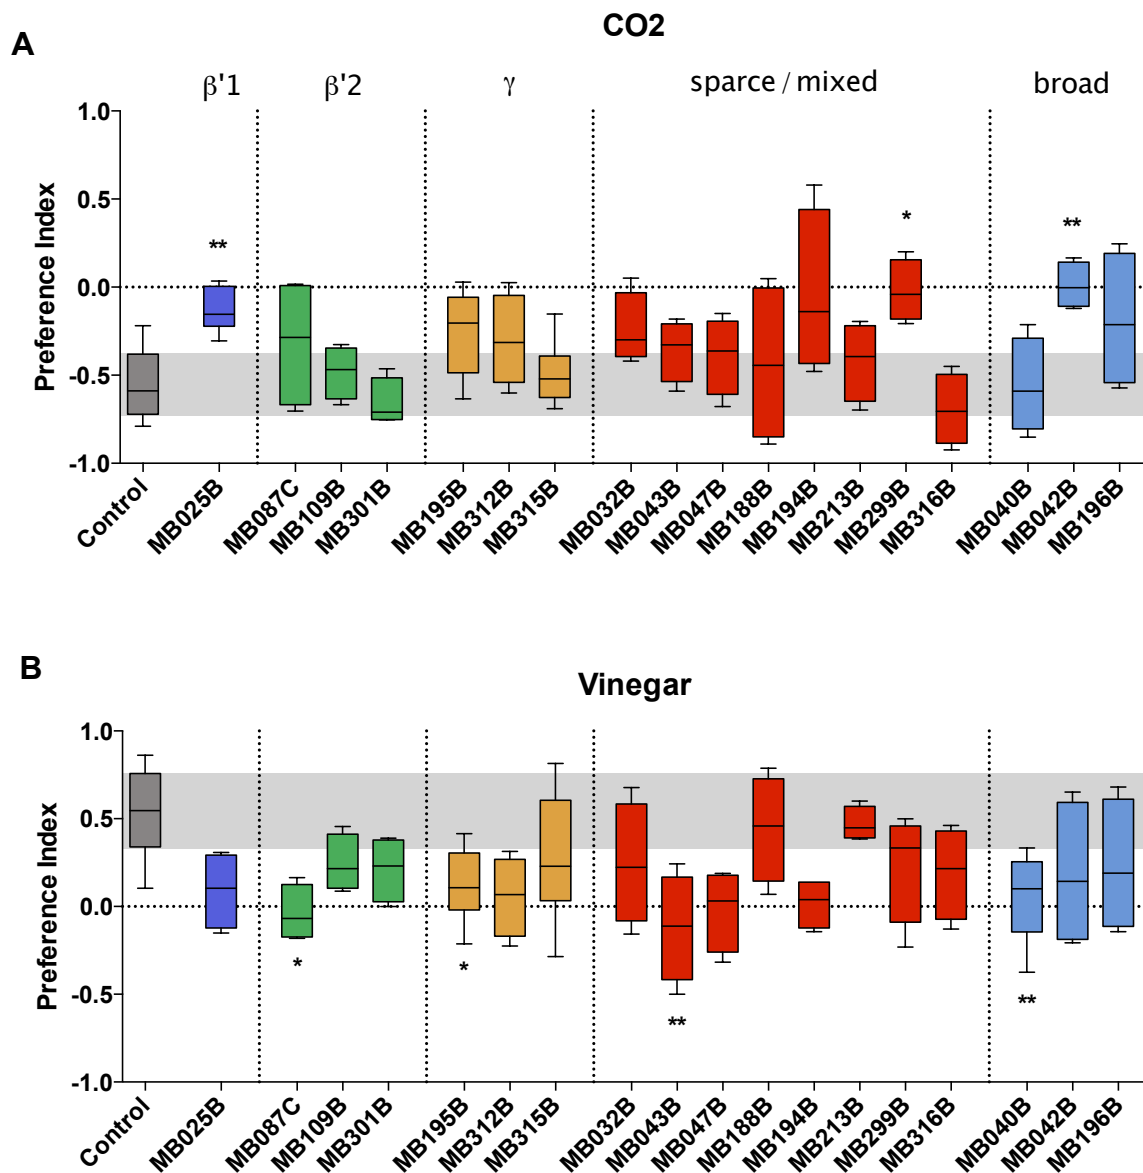 A
CO2
β'1 β'2 γ sparce / mixed broad
Preference Index
1.0
0.5
0.0
-0.5
-1.0
Control MB025B MB087C MB109B MB301B MB195B MB312B MB315B MB032B MB043B MB047B MB188B MB194B MB213B MB299B MB316B MB040B MB042B MB196B
** * **
B
Vinegar
Preference Index
1.0
0.5
0.0
-0.5
-1.0
* * ** **
Control MB025B MB087C MB109B MB301B MB195B MB312B MB315B MB032B MB043B MB047B MB188B MB194B MB213B MB299B MB316B MB040B MB042B MB196B